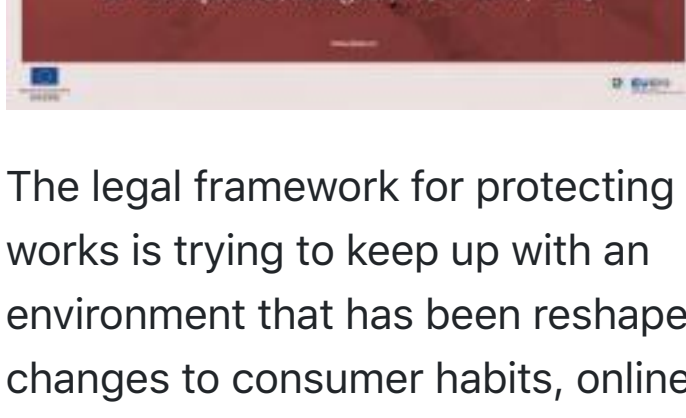 The legal framework for protecting
works is trying to keep up with an
environment that has been reshape
changes to consumer habits, online